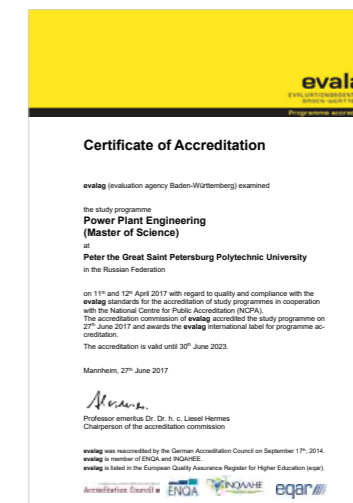 evala
EVALUATIONSAGENT
BADEN-WÜRTTE
Programme accred
Certificate of Accreditation
evalag (evaluation agency Baden-Württemberg) examined
the study programme
Power Plant Engineering
(Master of Science)
at
Peter the Great Saint Petersburg Polytechnic University
in the Russian Federation
on 11th and 12th April 2017 with regard to quality and compliance with the
evalag standards for the accreditation of study programmes in cooperation
with the National Centre for Public Accreditation (NCPA).
The accreditation commission of evalag accredited the study programme on
27th June 2017 and awards the evalag international label for programme ac-
creditation.
The accreditation is valid until 30th June 2023.
Mannheim, 27th June 2017
Professor emeritus Dr. Dr. h. c. Liesel Hermes
Chairperson of the accreditation commission
evalag was reaccredited by the German Accreditation Council on September 17th, 2014.
evalag is member of ENQA and INQAHEE.
evalag is listed in the European Quality Assurance Register for Higher Education (eqar).
Accreditation Council
ENQA
INQAAHE
eqar